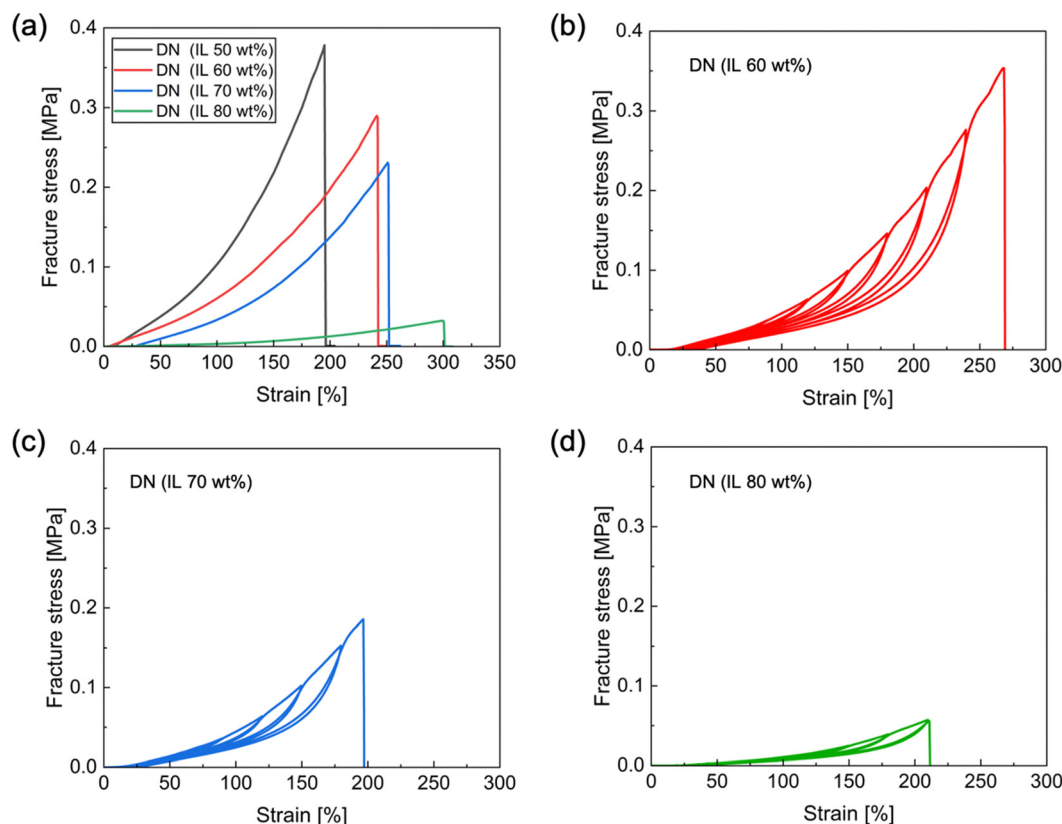 (a)
0.4
0.3
0.2
0.1
0.0
Fracture stress [MPa]
DN (IL 50 wt%)
DN (IL 60 wt%)
DN (IL 70 wt%)
DN (IL 80 wt%)
0 50 100 150 200 250 300 350
Strain [%]
(b)
0.4
0.3
0.2
0.1
0.0
Fracture stress [MPa]
DN (IL 60 wt%)
0 50 100 150 200 250 300
Strain [%]
(c)
0.4
0.3
0.2
0.1
0.0
Fracture stress [MPa]
DN (IL 70 wt%)
0 50 100 150 200 250 300
Strain [%]
(d)
0.4
0.3
0.2
0.1
0.0
Fracture stress [MPa]
DN (IL 80 wt%)
0 50 100 150 200 250 300
Strain [%]